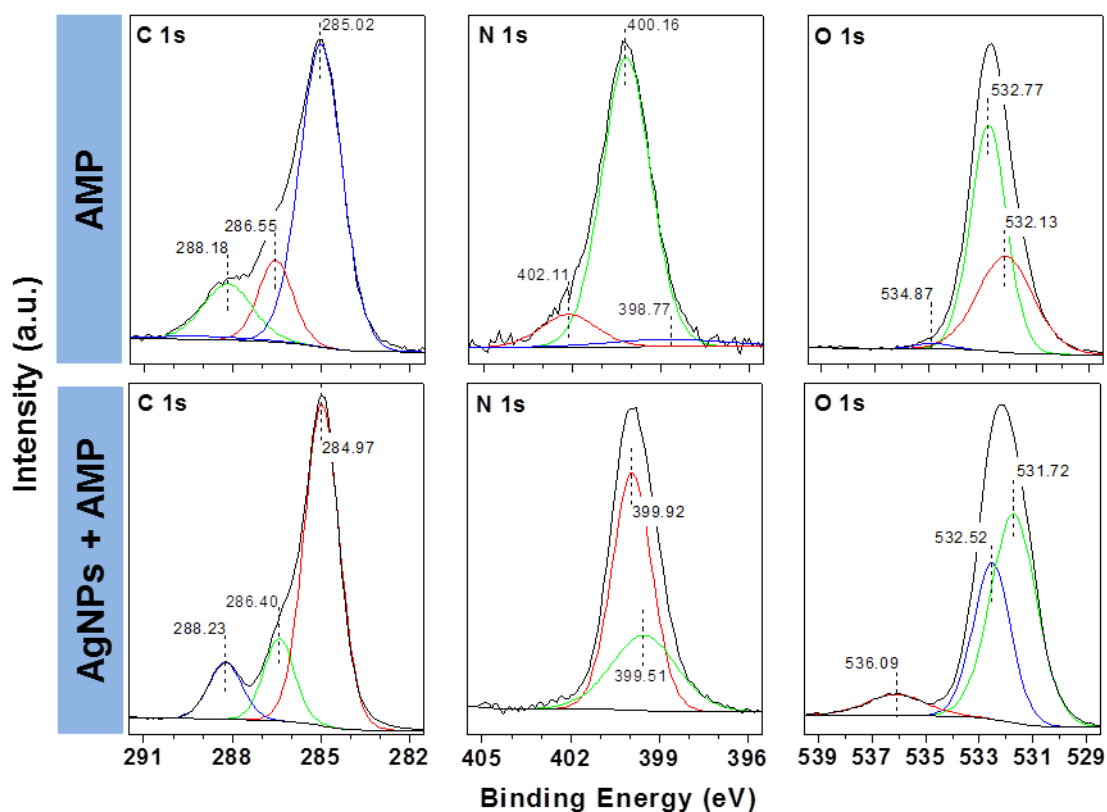 Intensity (a.u.)
AMP
C 1s
285.02
286.55
288.18
N 1s
400.16
402.11
398.77
O 1s
532.77
532.13
534.87
AgNPs + AMP
C 1s
284.97
286.40
288.23
N 1s
399.92
399.51
O 1s
531.72
532.52
536.09
291 288 285 282 405 402 399 396 539 537 535 533 531 529
Binding Energy (eV)